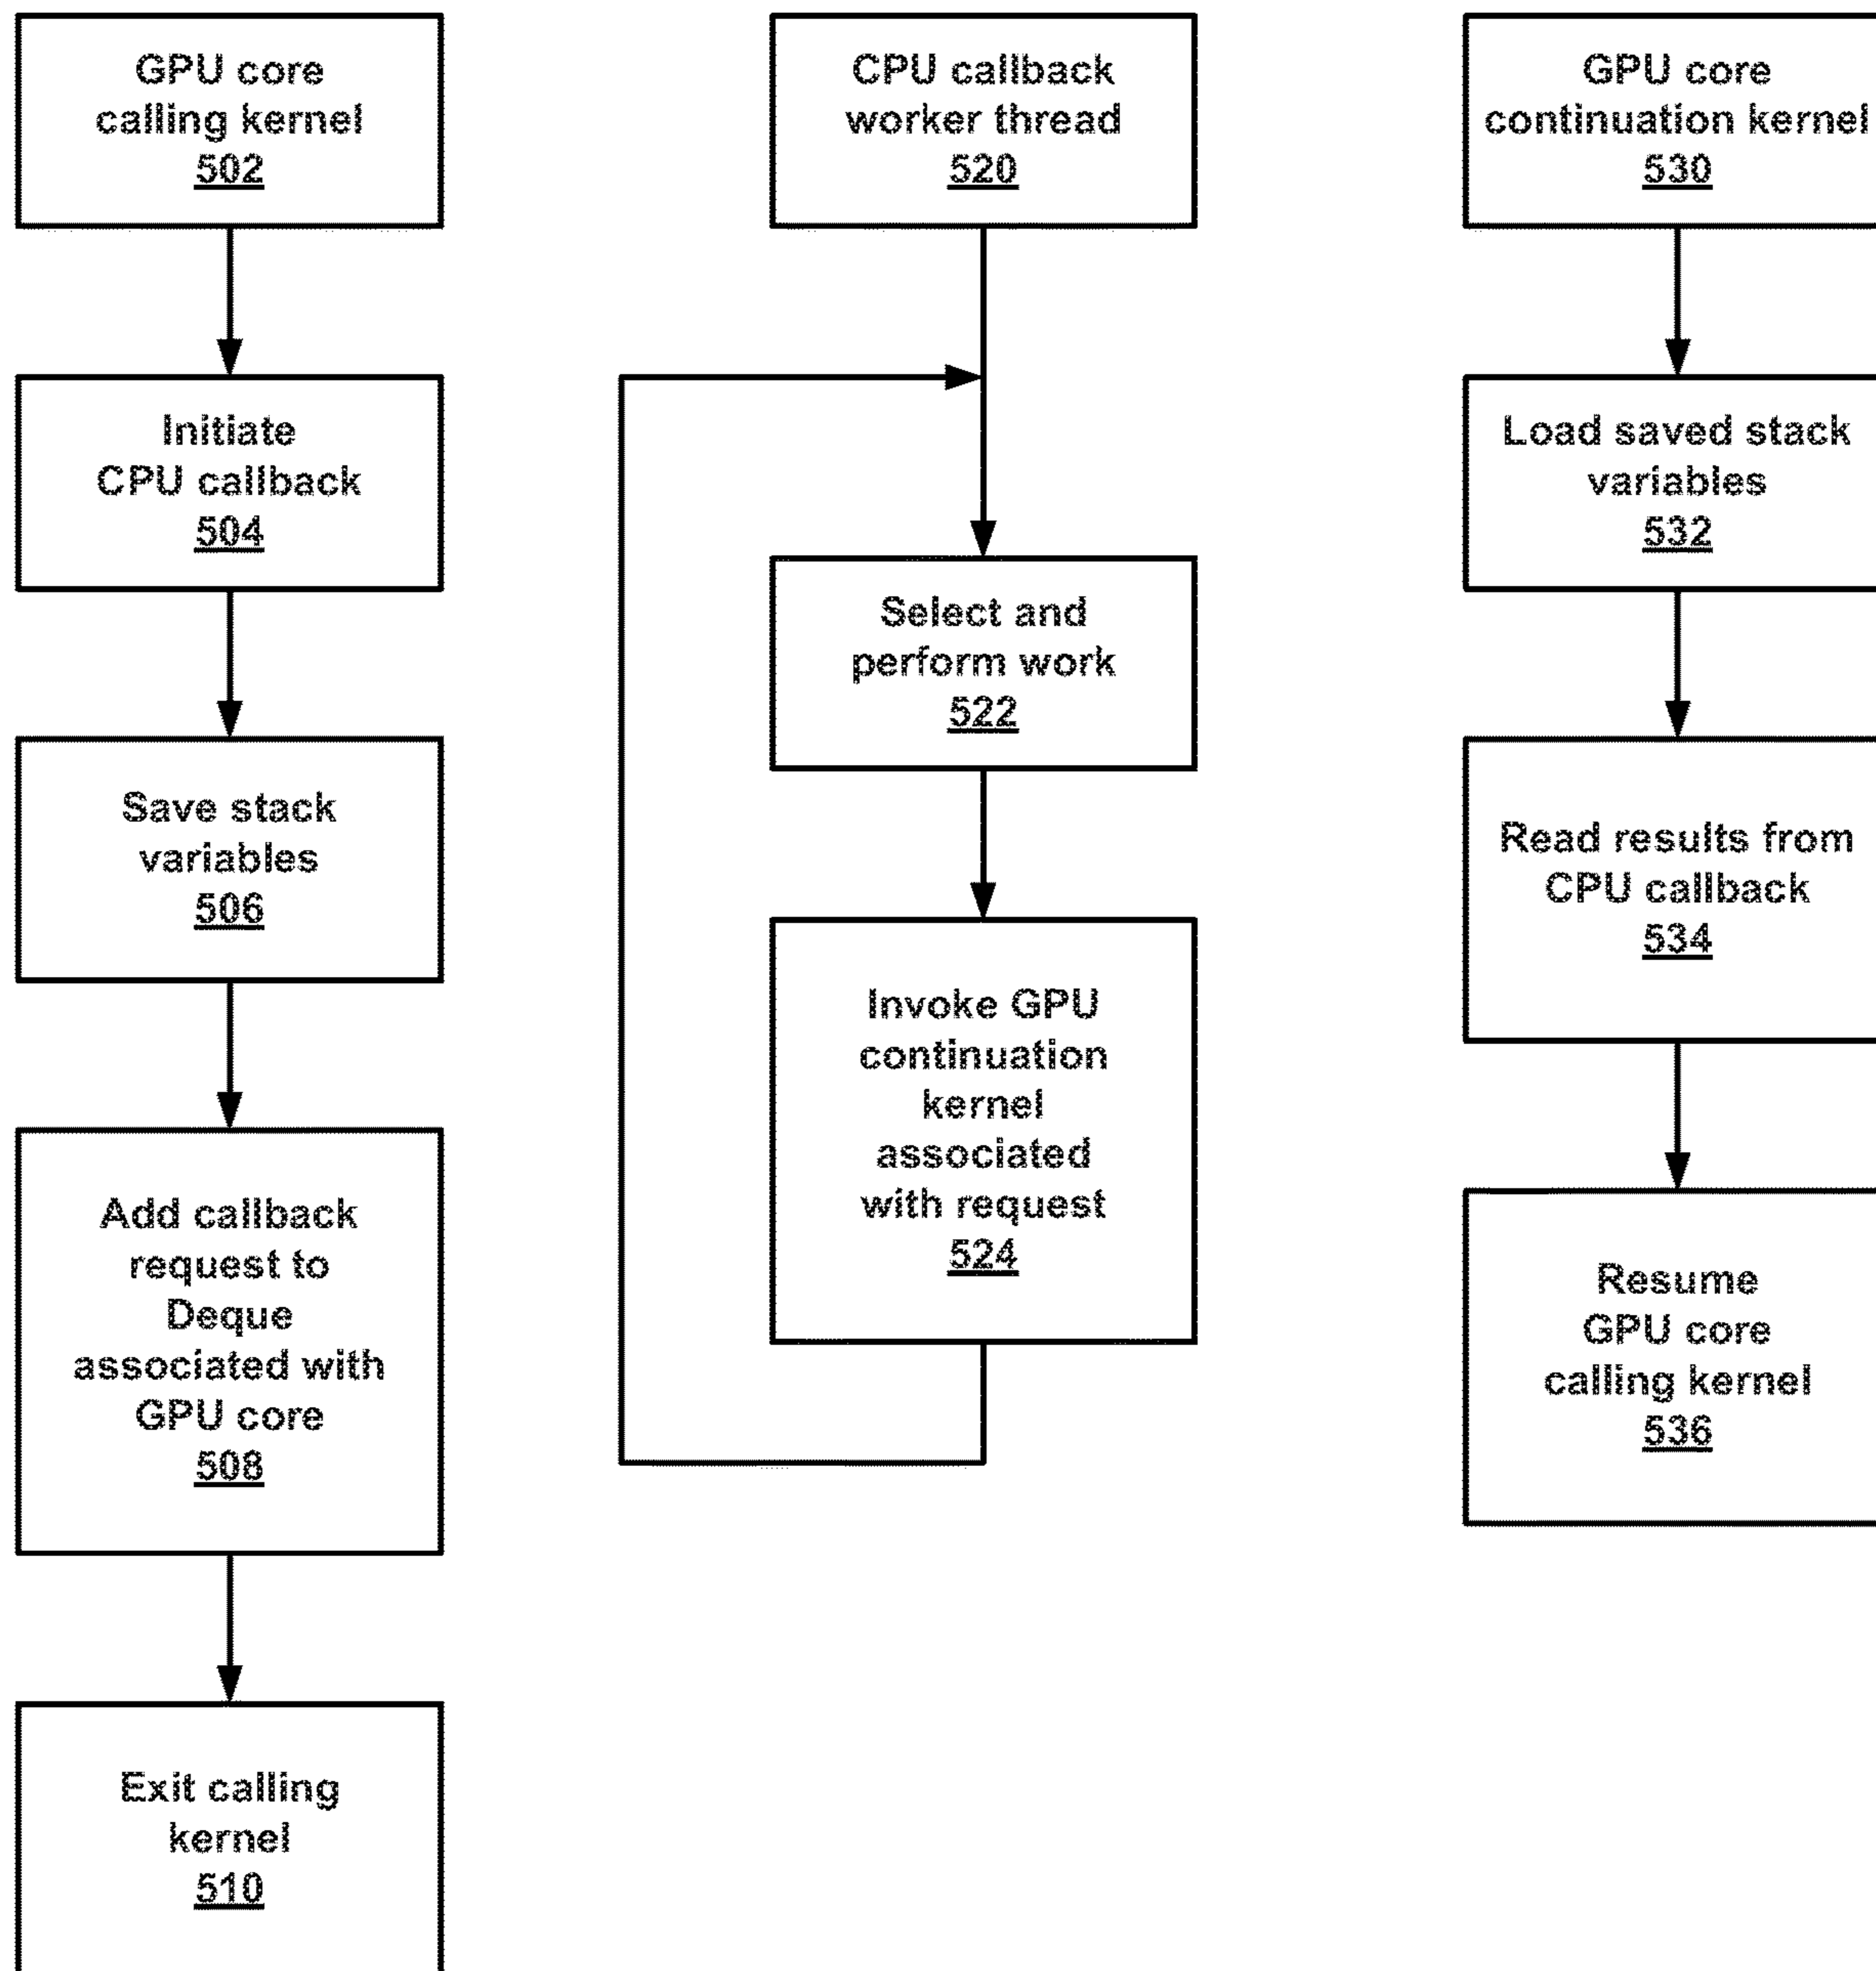 GPU core
calling kernel
502
Initiate
CPU callback
504
Save stack
variables
506
Add callback
request to
Deque
associated with
GPU core
508
Exit calling
kernel
510
CPU callback
worker thread
520
Select and
perform work
522
Invoke GPU
continuation
kernel
associated
with request
524
GPU core
continuation kernel
530
Load saved stack
variables
532
Read results from
CPU callback
534
Resume
GPU core
calling kernel
536